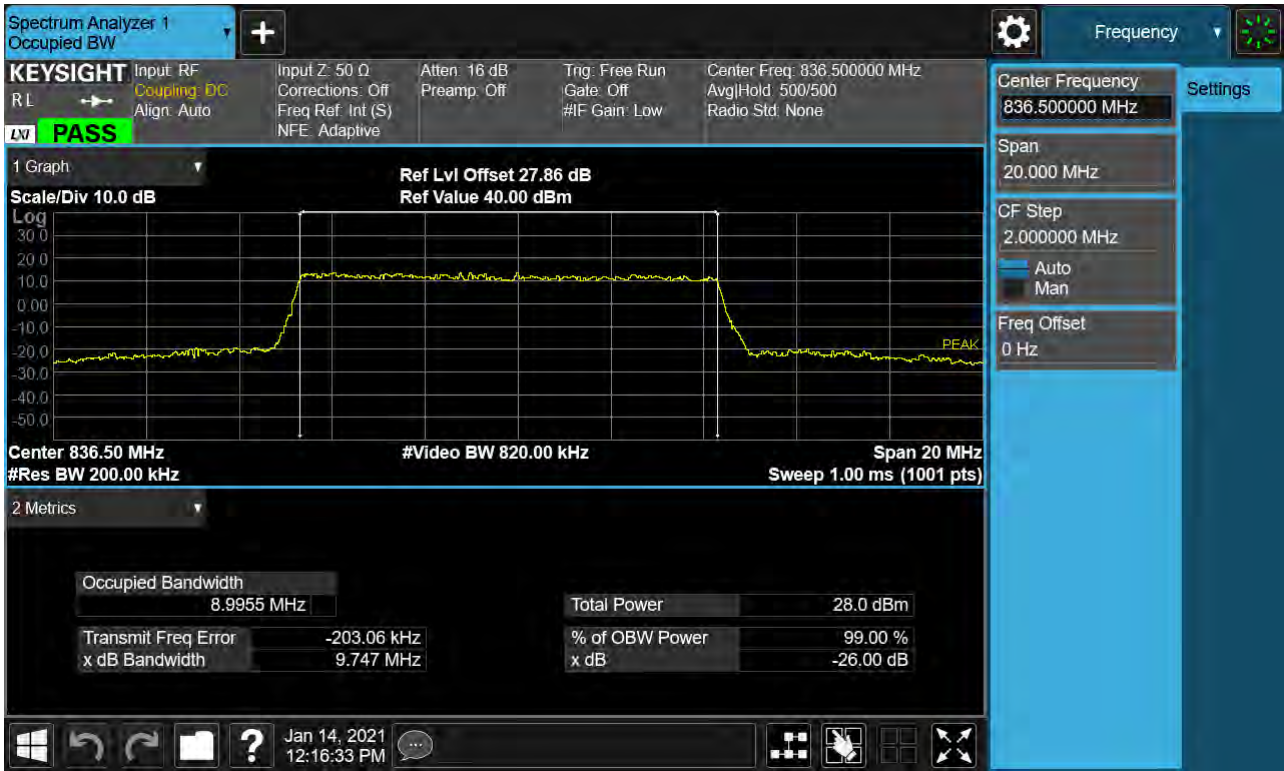 Spectrum Analyzer 1
Occupied BW
Frequency
KEYSIGHT
R L
LXI
PASS
Input: RF
Coupling: DC
Align: Auto
Input Z: 50 Ω
Corrections: Off
Freq Ref: Int (S)
NFE: Adaptive
Atten: 16 dB
Preamp: Off
Trig: Free Run
Gate: Off
#IF Gain: Low
Center Freq: 836.500000 MHz
Avg|Hold: 500/500
Radio Std: None
Center Frequency
836.500000 MHz
Settings
Span
20.000 MHz
CF Step
2.000000 MHz
Auto
Man
Freq Offset
0 Hz
1 Graph
Scale/Div 10.0 dB
Ref Lvl Offset 27.86 dB
Ref Value 40.00 dBm
Log
30.0
20.0
10.0
0.00
-10.0
-20.0
-30.0
-40.0
-50.0
PEAK
Center 836.50 MHz
#Video BW 820.00 kHz
Span 20 MHz
#Res BW 200.00 kHz
Sweep 1.00 ms (1001 pts)
2 Metrics
Occupied Bandwidth
8.9955 MHz
Total Power 28.0 dBm
Transmit Freq Error -203.06 kHz
% of OBW Power 99.00 %
x dB Bandwidth 9.747 MHz
x dB -26.00 dB
?
Jan 14, 2021
12:16:33 PM